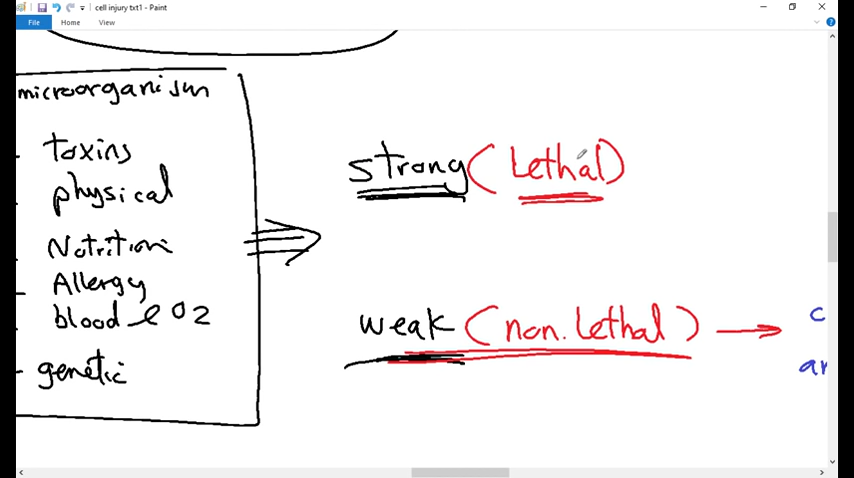 cell injury txt1 - Paint
File Home View
microorganism
toxins
physical
Nutrition
Allergy
blood O2
genetic
strong (Lethal)
weak (non.Lethal)
c
an